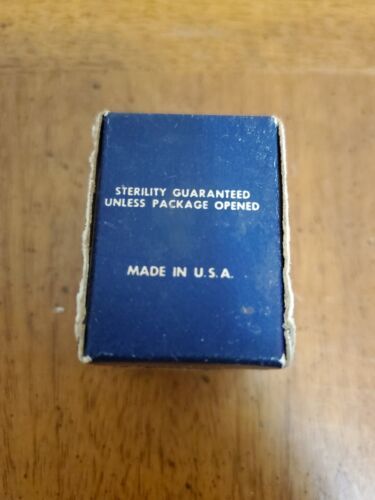 STERILITY GUARANTEED
UNLESS PACKAGE OPENED
MADE IN U.S.A.